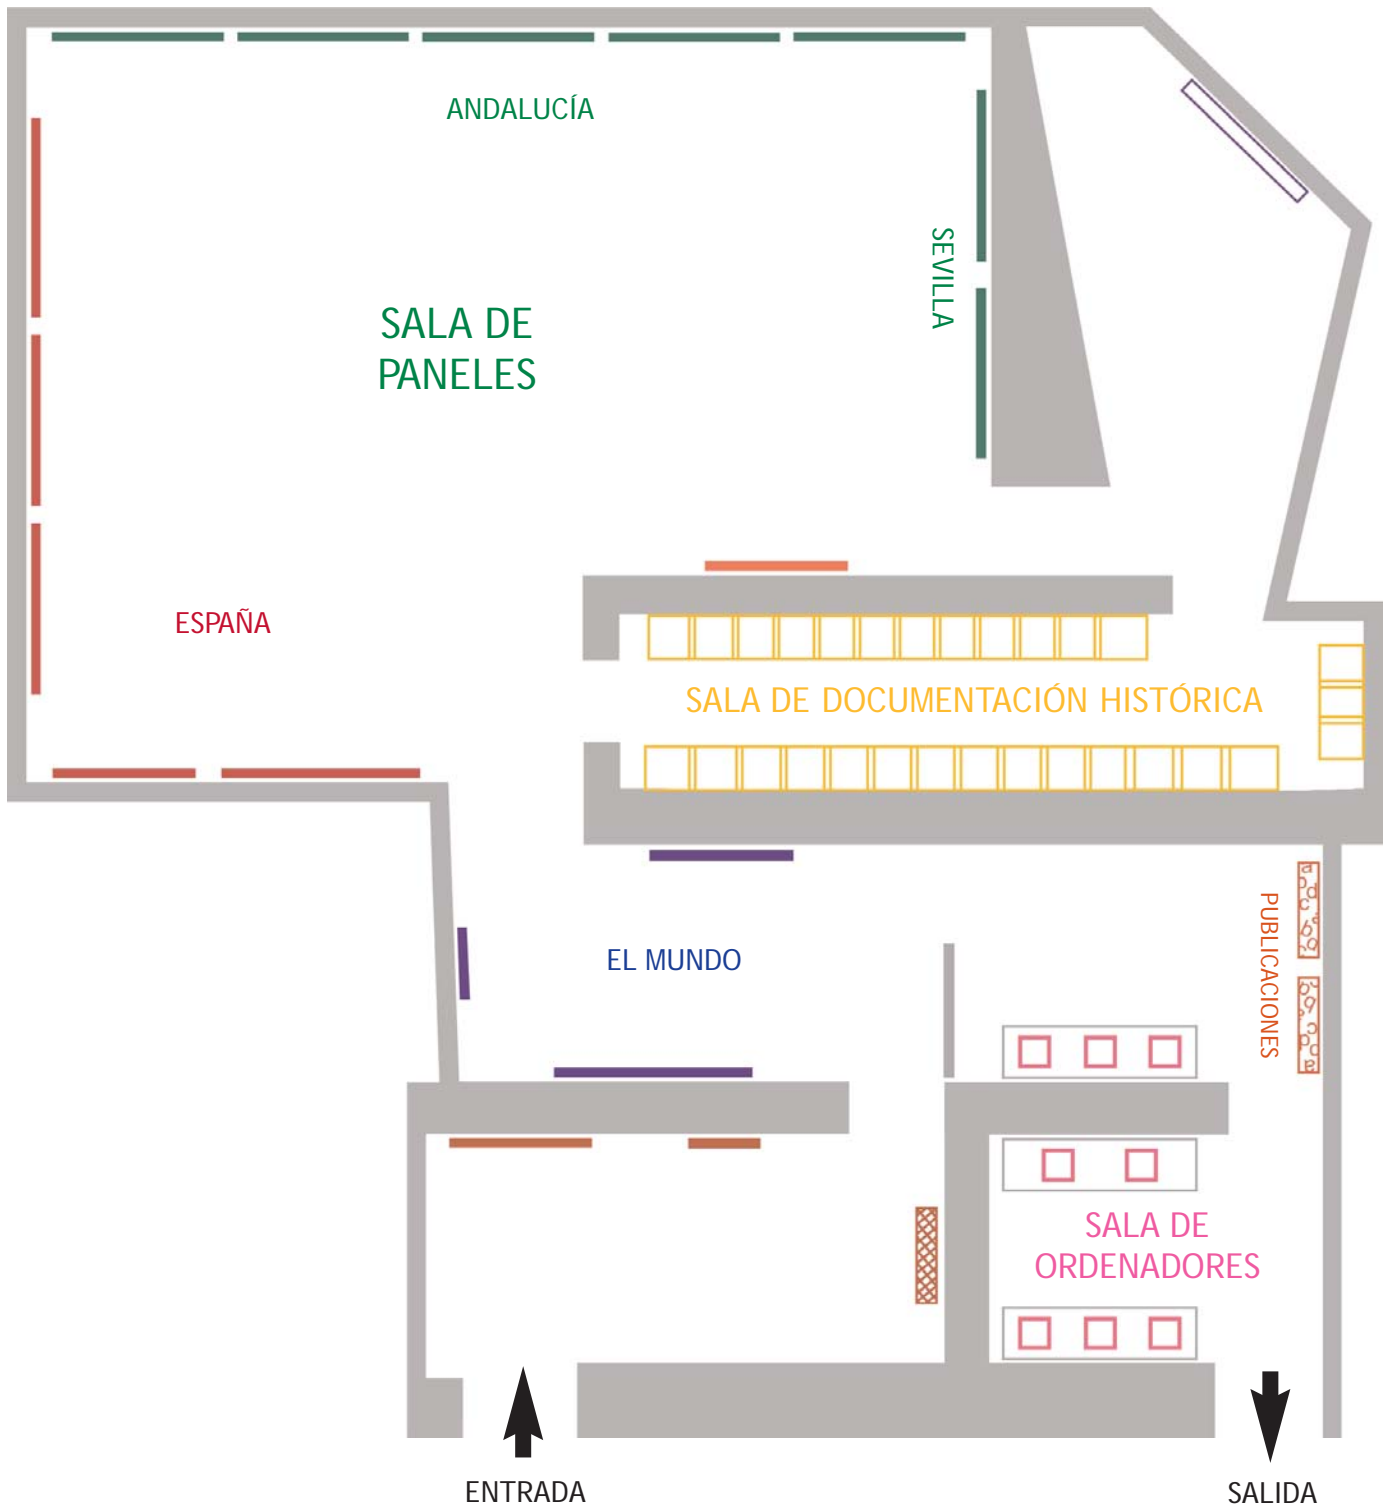 ANDALUCÍA
SEVILLA
SALA DE
PANELES
ESPAÑA
SALA DE DOCUMENTACIÓN HISTÓRICA
PUBLICACIONES
EL MUNDO
SALA DE
ORDENADORES
ENTRADA
SALIDA